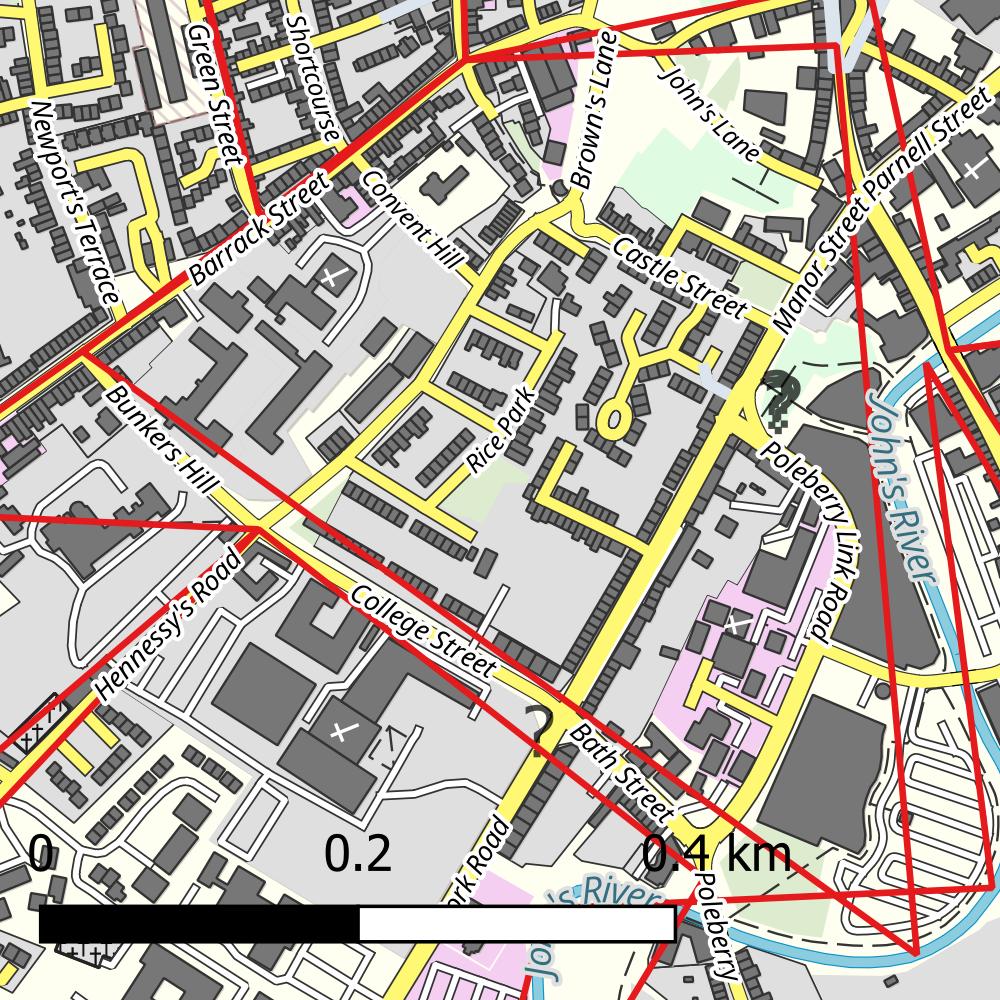 Green Street
Shortcourse
Brown's Lane
John's Lane
Newport's Terrace
Parnell Street
Manor Street
Barrack Street
Convent Hill
Castle Street
Bunkers Hill
Rice Park
John's River
Poleberry Link Road
Hennessy's Road
College Street
Bath Street
0
0.2
0.4 km
ork Road
's River
Poleberry
Joh